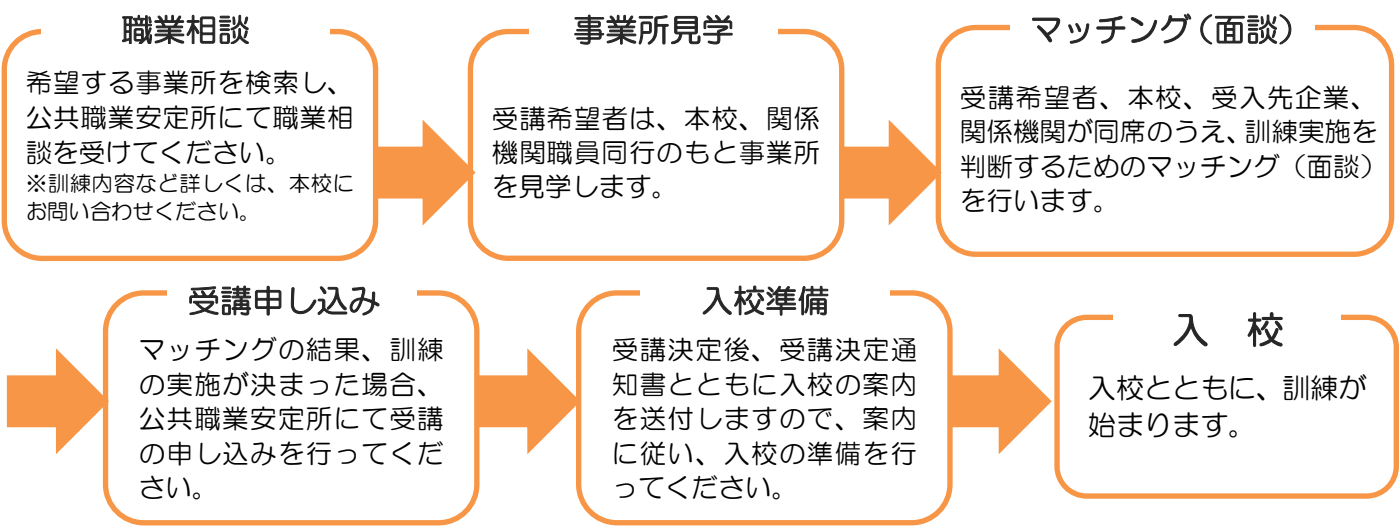 職業相談
希望する事業所を検索し、
公共職業安定所にて職業相
談を受けてください。
※訓練内容など詳しくは、本校に
お問い合わせください。
事業所見学
受講希望者は、本校、関係
機関職員同行のもと事業所
を見学します。
マッチング（面談）
受講希望者、本校、受入先企業、
関係機関が同席のうえ、訓練実施を
判断するためのマッチング（面談）
を行います。
受講申し込み
マッチングの結果、訓練
の実施が決まった場合、
公共職業安定所にて受講
の申し込みを行ってくだ
さい。
入校準備
受講決定後、受講決定通
知書とともに入校の案内
を送付しますので、案内
に従い、入校の準備を行
ってください。
入　校
入校とともに、訓練が
始まります。